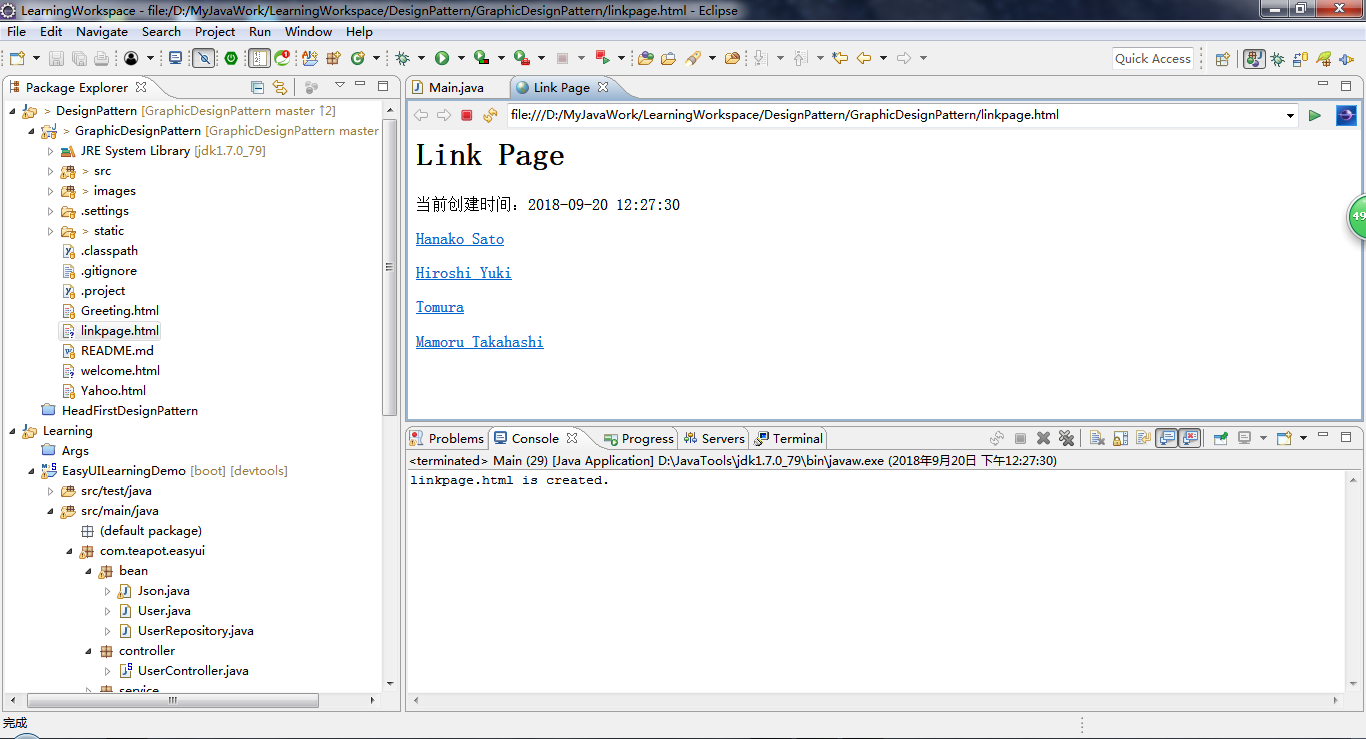 LearningWorkspace - file:/D:/MyJavaWork/LearningWorkspace/DesignPattern/GraphicDesignPattern/linkpage.html - Eclipse
File Edit Navigate Search Project Run Window Help
Quick Access
Package Explorer
> DesignPattern [GraphicDesignPattern master ↑2]
> GraphicDesignPattern [GraphicDesignPattern master
JRE System Library [jdk1.7.0_79]
> src
> images
.settings
> static
.classpath
.gitignore
.project
Greeting.html
linkpage.html
README.md
welcome.html
Yahoo.html
HeadFirstDesignPattern
Learning
Args
EasyUILearningDemo [boot] [devtools]
src/test/java
src/main/java
(default package)
com.teapot.easyui
bean
Json.java
User.java
UserRepository.java
controller
UserController.java
service
Main.java Link Page
file:///D:/MyJavaWork/LearningWorkspace/DesignPattern/GraphicDesignPattern/linkpage.html
Link Page
当前创建时间：2018-09-20 12:27:30
Hanako Sato
Hiroshi Yuki
Tomura
Mamoru Takahashi
49
Problems Console Progress Servers Terminal
<terminated> Main (29) [Java Application] D:\JavaTools\jdk1.7.0_79\bin\javaw.exe (2018年9月20日 下午12:27:30)
linkpage.html is created.
完成